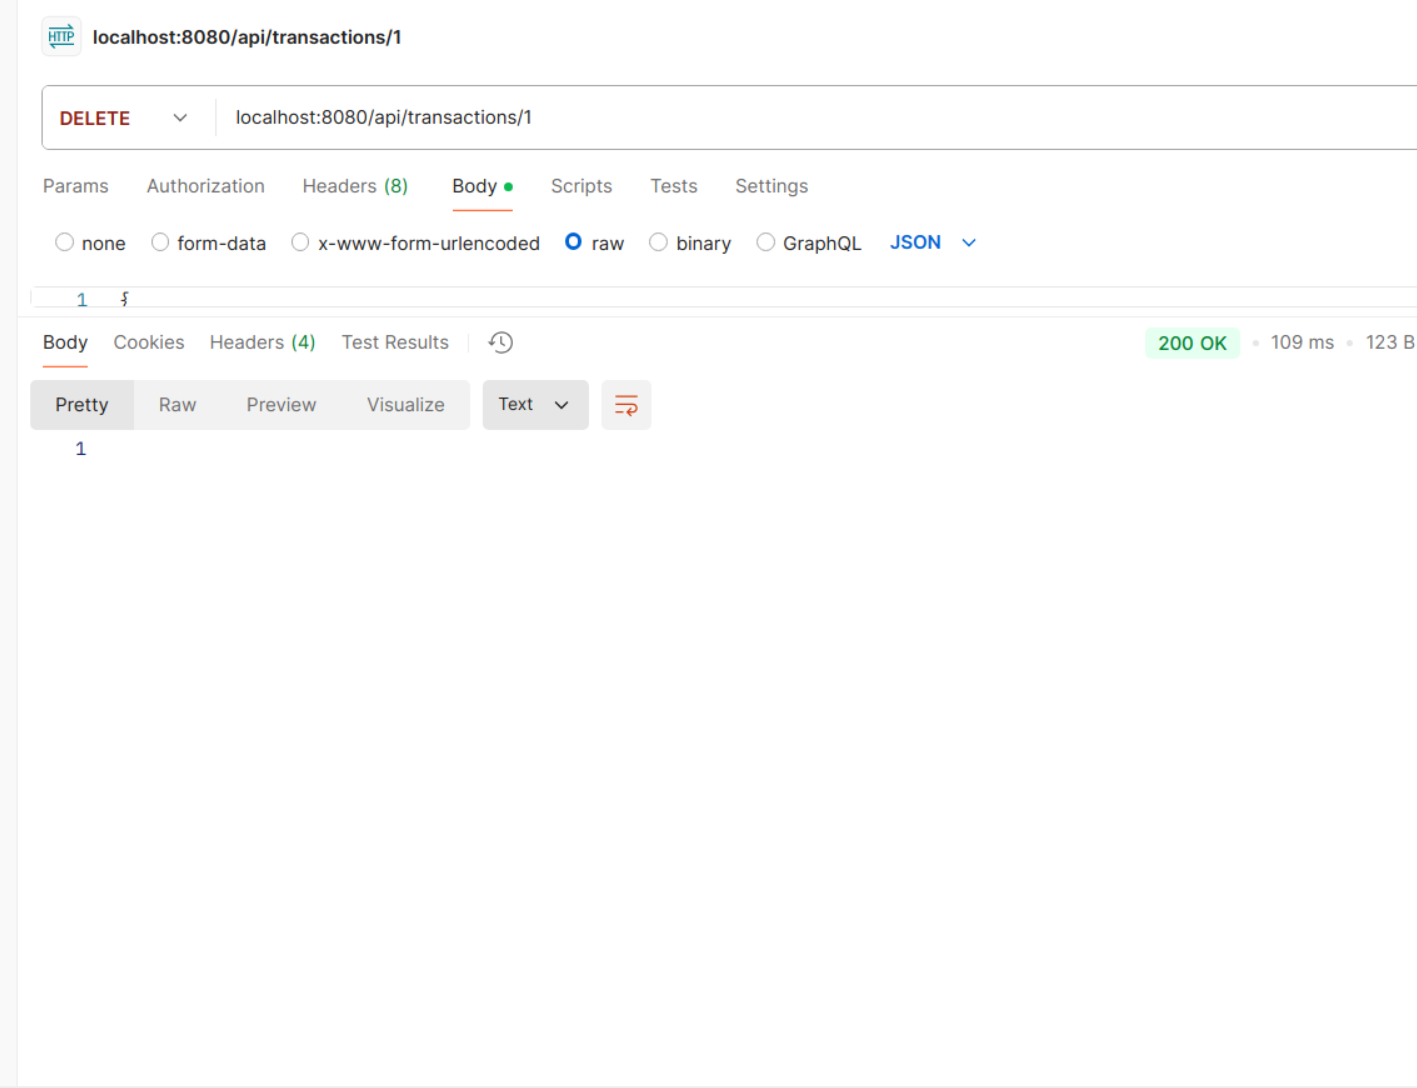 HTTP localhost:8080/api/transactions/1
DELETE localhost:8080/api/transactions/1
Params Authorization Headers (8) Body Scripts Tests Settings
none form-data x-www-form-urlencoded raw binary GraphQL JSON
1 {
Body Cookies Headers (4) Test Results 200 OK • 109 ms • 123 B
Pretty Raw Preview Visualize Text
1